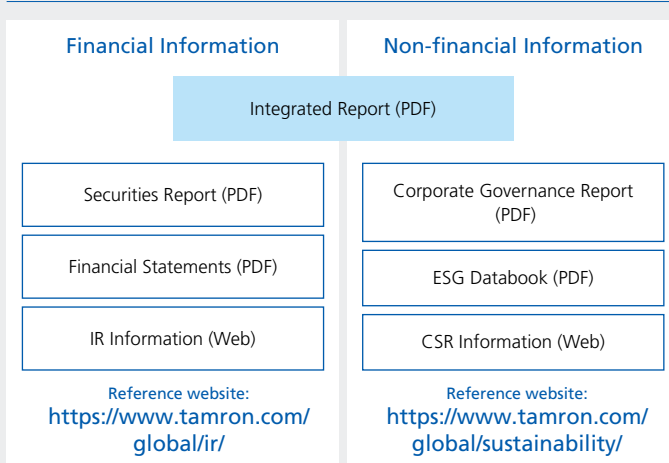 Financial Information
Non-financial Information
Integrated Report (PDF)
Securities Report (PDF)
Financial Statements (PDF)
IR Information (Web)
Reference website:
https://www.tamron.com/
global/ir/
Corporate Governance Report
(PDF)
ESG Databook (PDF)
CSR Information (Web)
Reference website:
https://www.tamron.com/
global/sustainability/